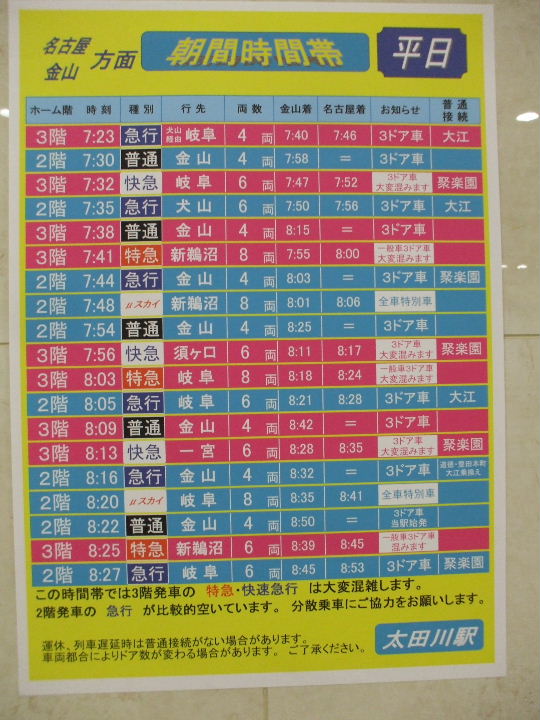 名古屋 金山 方面 朝間時間帯 平日
ホーム階 時刻 種別 行先 両数 金山着 名古屋着 お知らせ 普通接続
3階 7:23 急行 犬山経由 岐阜 4両 7:40 7:46 3ドア車 大江
2階 7:30 普通 金山 4両 7:58 = 3ドア車
3階 7:32 快急 岐阜 6両 7:47 7:52 3ドア車 大変混みます 聚楽園
2階 7:35 急行 犬山 6両 7:50 7:56 3ドア車 大江
3階 7:38 普通 金山 4両 8:15 = 3ドア車
3階 7:41 特急 新鵜沼 8両 7:55 8:00 一般車3ドア車 大変混みます
2階 7:44 急行 金山 4両 8:03 = 3ドア車 聚楽園
2階 7:48 μスカイ 新鵜沼 8両 8:01 8:06 全車特別車
2階 7:54 普通 金山 4両 8:25 = 3ドア車
3階 7:56 快急 須ヶ口 6両 8:11 8:17 3ドア車 大変混みます 聚楽園
3階 8:03 特急 岐阜 8両 8:18 8:24 一般車3ドア車 大変混みます
2階 8:05 急行 岐阜 6両 8:21 8:28 3ドア車 大江
3階 8:09 普通 金山 4両 8:42 = 3ドア車
3階 8:13 快急 一宮 6両 8:28 8:35 3ドア車 大変混みます 聚楽園
2階 8:16 急行 金山 4両 8:32 = 3ドア車 道徳・豊田本町 大江乗換え
2階 8:20 μスカイ 岐阜 8両 8:35 8:41 全車特別車
2階 8:22 普通 金山 4両 8:50 = 3ドア車 当駅始発
3階 8:25 特急 新鵜沼 6両 8:39 8:45 一般車3ドア車 混みます
2階 8:27 急行 岐阜 6両 8:45 8:53 3ドア車 聚楽園
この時間帯では3階発車の 特急・快速急行 は大変混雑します。
2階発車の 急行 が比較的空いています。 分散乗車にご協力をお願いします。
運休、列車遅延時は普通接続がない場合があります。
車両都合によりドア数が変わる場合があります。 ご了承ください。
太田川駅